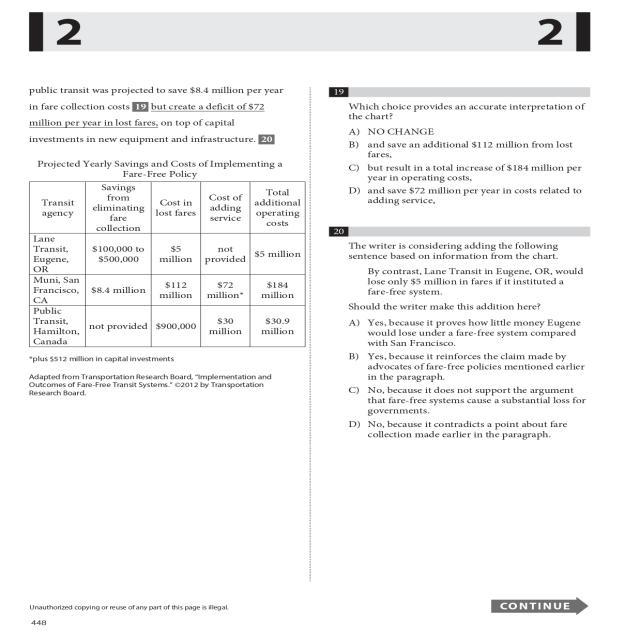 2
2
public transit was projected to save $8.4 million per year
in fare collection costs 19 but create a deficit of $72
million per year in lost fares, on top of capital
investments in new equipment and infrastructure. 20
Projected Yearly Savings and Costs of Implementing a
Fare-Free Policy
Transit agency
Savings from eliminating fare collection
Cost in lost fares
Cost of adding service
Total additional operating costs
Lane Transit, Eugene, OR
$100,000 to $500,000
$5 million
not provided
$5 million
Muni, San Francisco, CA
$8.4 million
$112 million
$72 million*
$184 million
Public Transit, Hamilton, Canada
not provided
$900,000
$30 million
$30.9 million
*plus $512 million in capital investments
Adapted from Transportation Research Board, "Implementation and
Outcomes of Fare-Free Transit Systems." ©2012 by Transportation
Research Board.
19
Which choice provides an accurate interpretation of
the chart?
A) NO CHANGE
B) and save an additional $112 million from lost
fares,
C) but result in a total increase of $184 million per
year in operating costs,
D) and save $72 million per year in costs related to
adding service,
20
The writer is considering adding the following
sentence based on information from the chart.
By contrast, Lane Transit in Eugene, OR, would
lose only $5 million in fares if it instituted a
fare-free system.
Should the writer make this addition here?
A) Yes, because it proves how little money Eugene
would lose under a fare-free system compared
with San Francisco.
B) Yes, because it reinforces the claim made by
advocates of fare-free policies mentioned earlier
in the paragraph.
C) No, because it does not support the argument
that fare-free systems cause a substantial loss for
governments.
D) No, because it contradicts a point about fare
collection made earlier in the paragraph.
Unauthorized copying or reuse of any part of this page is illegal.
CONTINUE
448